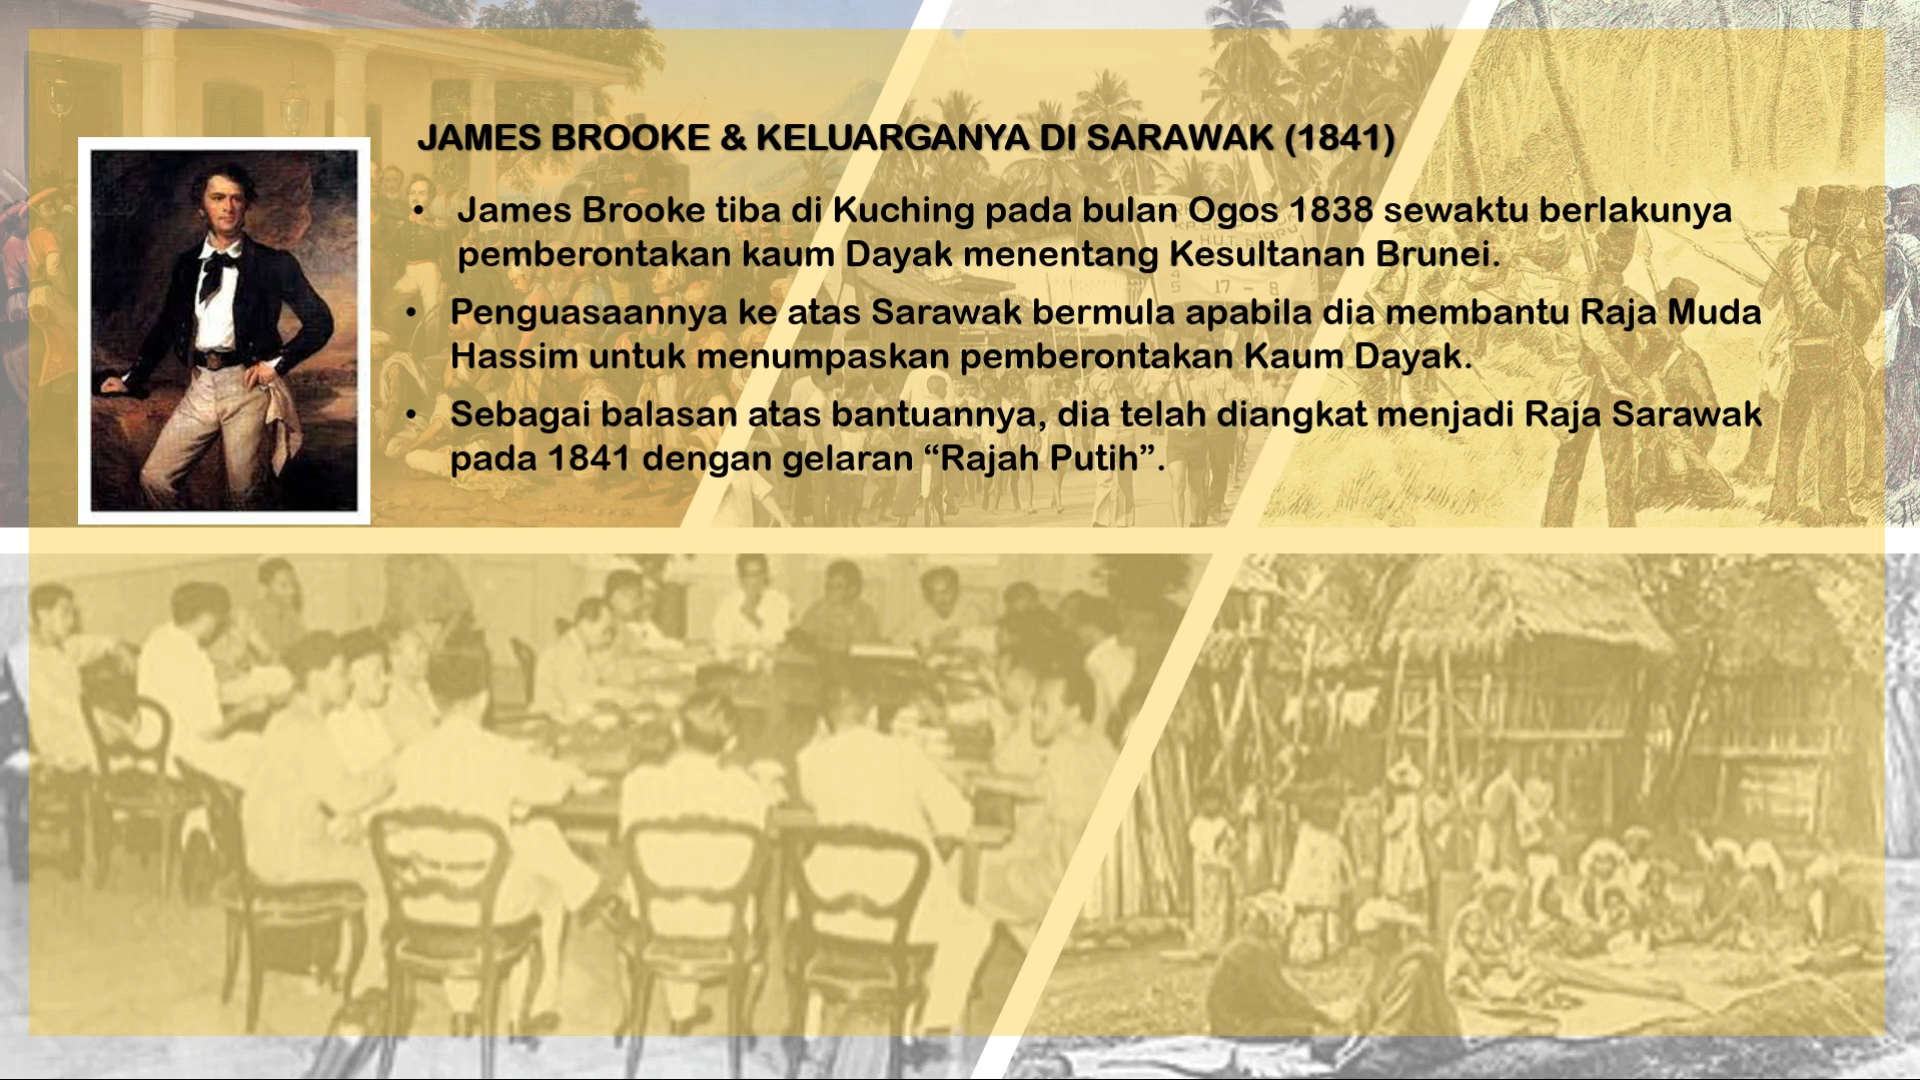 JAMES BROOKE & KELUARGANYA DI SARAWAK (1841)
• James Brooke tiba di Kuching pada bulan Ogos 1838 sewaktu berlakunya
pemberontakan kaum Dayak menentang Kesultanan Brunei.
• Penguasaannya ke atas Sarawak bermula apabila dia membantu Raja Muda
Hassim untuk menumpaskan pemberontakan Kaum Dayak.
• Sebagai balasan atas bantuannya, dia telah diangkat menjadi Raja Sarawak
pada 1841 dengan gelaran “Rajah Putih”.
17 - 8